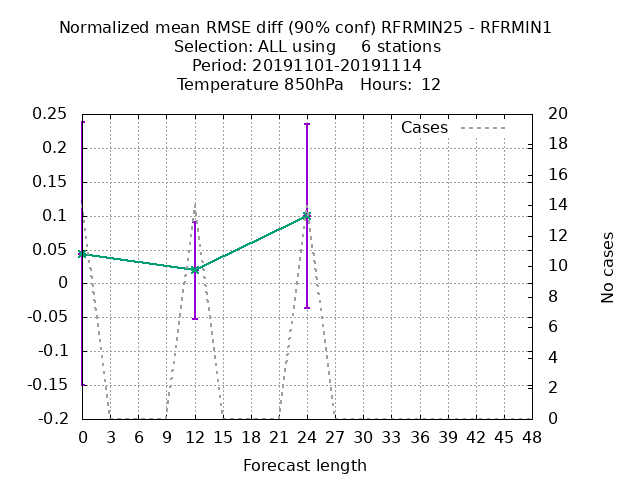 Normalized mean RMSE diff (90% conf) RFRMIN25 - RFRMIN1
Selection: ALL using     6 stations
Period: 20191101-20191114
Temperature 850hPa   Hours:  12
Cases
0.25
0.2
0.15
0.1
0.05
0
-0.05
-0.1
-0.15
-0.2
20
18
16
14
12
10
8
6
4
2
0
No cases
0 3 6 9 12 15 18 21 24 27 30 33 36 39 42 45 48
Forecast length